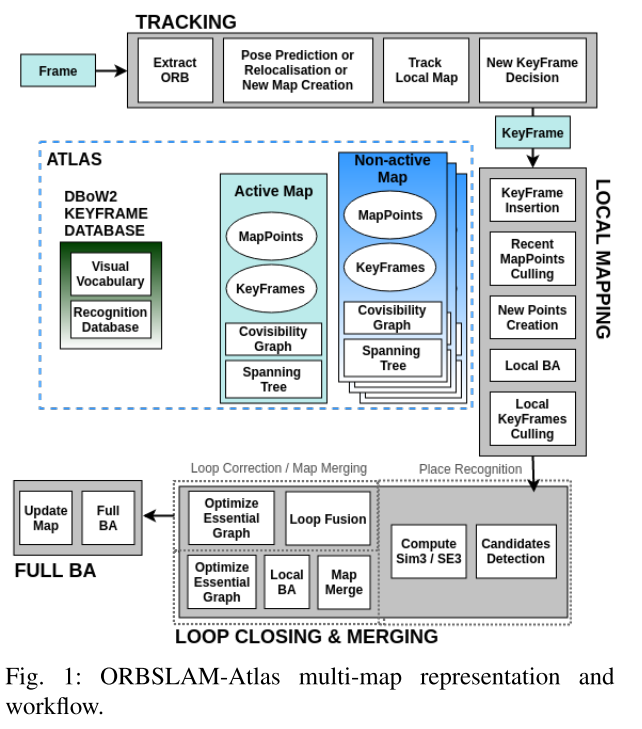 TRACKING
Frame
Extract
ORB
Pose Prediction or
Relocalisation or
New Map Creation
Track
Local Map
New KeyFrame
Decision
KeyFrame
ATLAS
DBoW2
KEYFRAME
DATABASE
Visual
Vocabulary
Recognition
Database
Active Map
MapPoints
KeyFrames
Covisibility
Graph
Spanning
Tree
Non-active
Map
MapPoints
KeyFrames
Covisibility
Graph
Spanning
Tree
LOCAL MAPPING
KeyFrame
Insertion
Recent
MapPoints
Culling
New Points
Creation
Local BA
Local
KeyFrames
Culling
Loop Correction / Map Merging
Place Recognition
Update
Map
Full
BA
FULL BA
Optimize
Essential
Graph
Loop Fusion
Optimize
Essential
Graph
Local
BA
Map
Merge
Compute
Sim3 / SE3
Candidates
Detection
LOOP CLOSING & MERGING
Fig. 1: ORBSLAM-Atlas multi-map representation and
workflow.